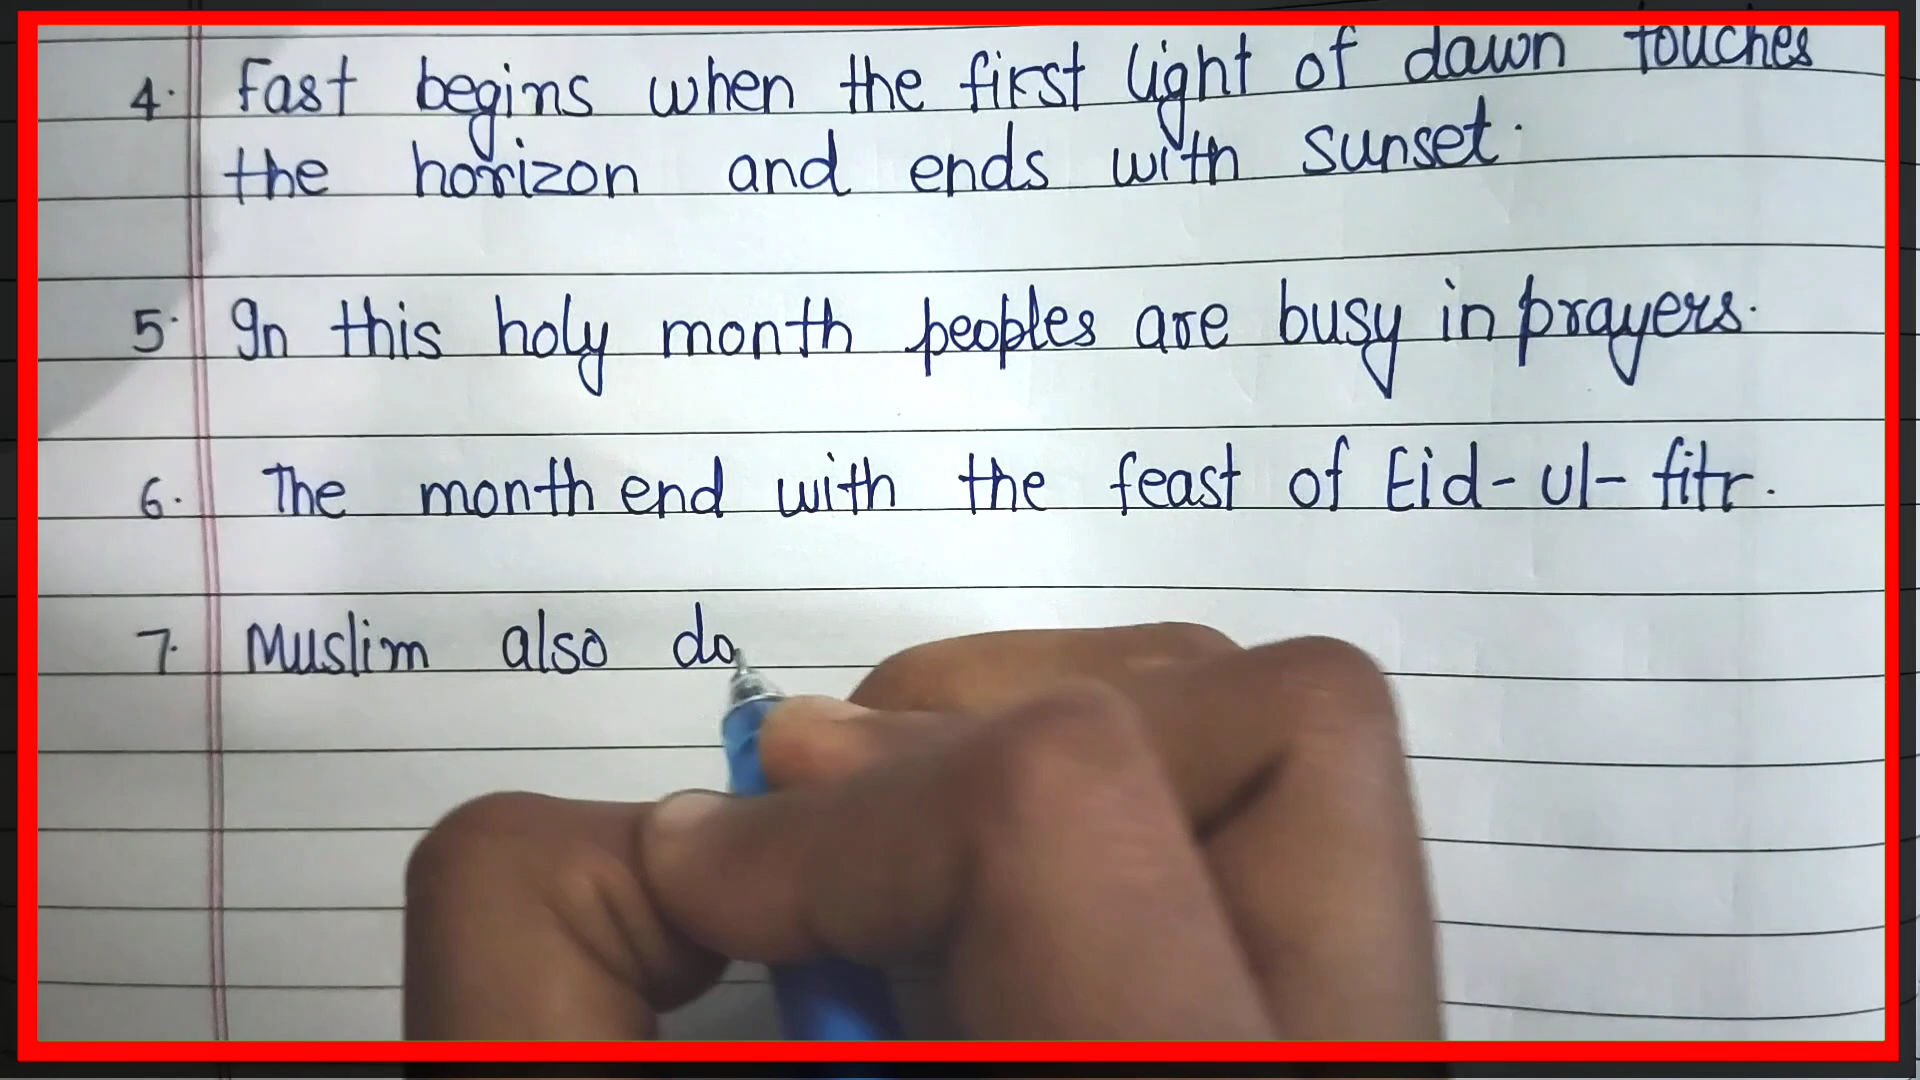 4. Fast begins when the first light of dawn touches
the horizon and ends with sunset.
5. In this holy month peoples are busy in prayers.
6. The month end with the feast of Eid-ul-fitr.
7. Muslim also do